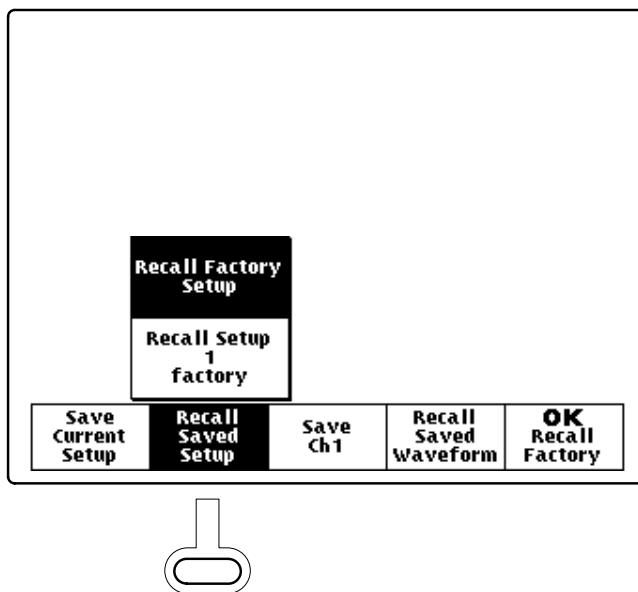 Recall Factory
Setup
Recall Setup
1
factory
Save
Current
Setup
Recall
Saved
Setup
Save
Ch1
Recall
Saved
Waveform
OK
Recall
Factory